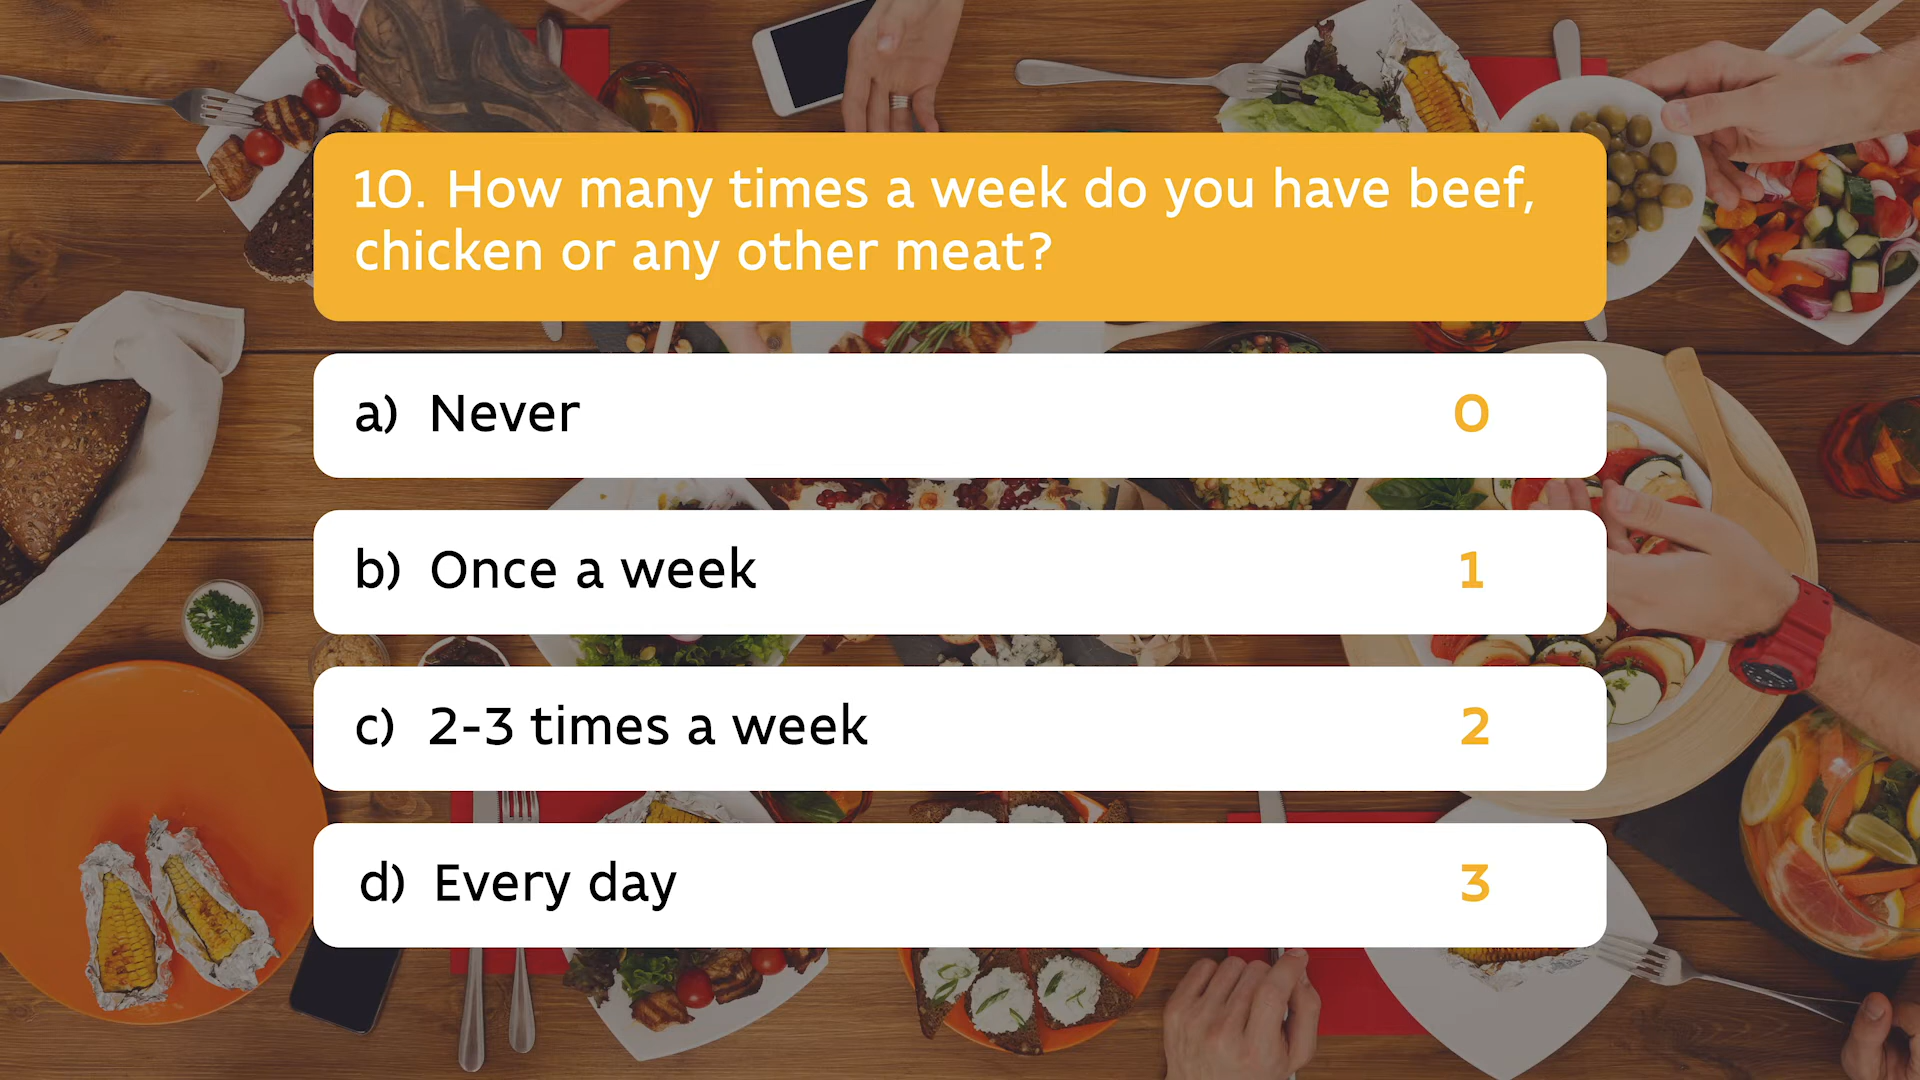 10. How many times a week do you have beef,
chicken or any other meat?
a) Never 0
b) Once a week 1
c) 2-3 times a week 2
d) Every day 3